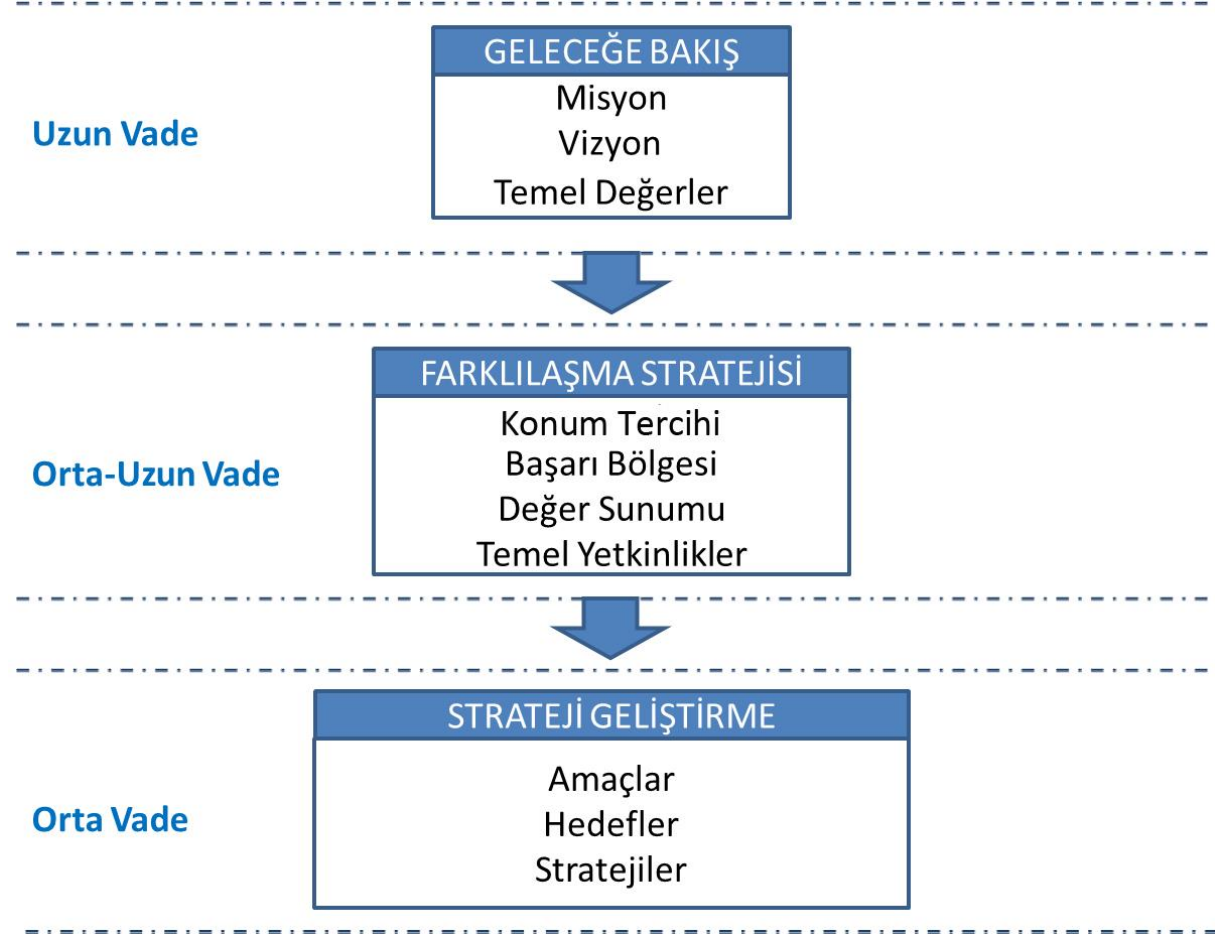 GELECEĞE BAKIŞ
Misyon
Vizyon
Temel Değerler
Uzun Vade
FARKLILAŞMA STRATEJİSİ
Konum Tercihi
Başarı Bölgesi
Değer Sunumu
Temel Yetkinlikler
Orta-Uzun Vade
STRATEJİ GELİŞTİRME
Amaçlar
Hedefler
Stratejiler
Orta Vade